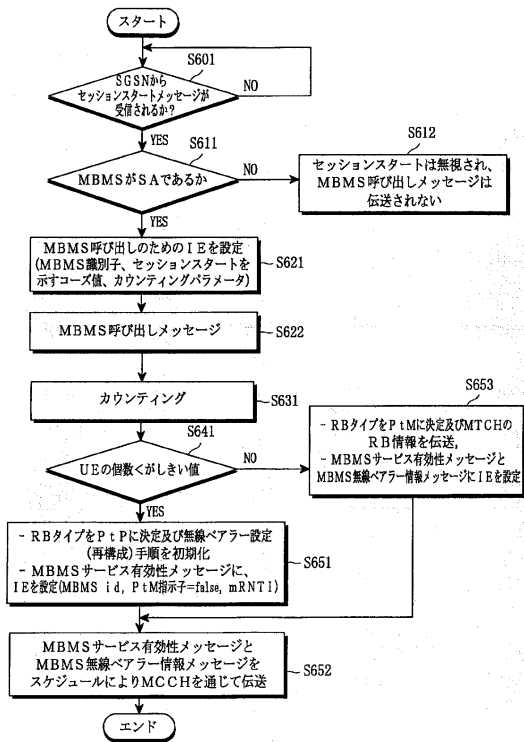 スタート
S601
SGSNから
セッションスタートメッセージが
受信されるか?
NO
YES
S611
MBMSがSAであるか
NO
YES
S612
セッションスタートは無視され、
MBMS呼び出しメッセージは
伝送されない
MBMS呼び出しのためのIEを設定
(MBMS識別子、セッションスタートを
示すコーズ値、カウンティングパラメータ)
S621
MBMS呼び出しメッセージ
S622
カウンティング
S631
S641
UEの個数くがしきい値
NO
YES
S653
- RBタイプをPtMに決定及びMTCHの
RB情報を伝送,
- MBMSサービス有効性メッセージと
MBMS無線ベアラー情報メッセージにIEを設定
- RBタイプをPtPに決定及び無線ベアラー設定
(再構成)手順を初期化
- MBMSサービス有効性メッセージに、
IEを設定(MBMS id, PtM指示子=false, mRNTI)
S651
MBMSサービス有効性メッセージと
MBMS無線ベアラー情報メッセージを
スケジュールによりMCCHを通じて伝送
S652
エンド